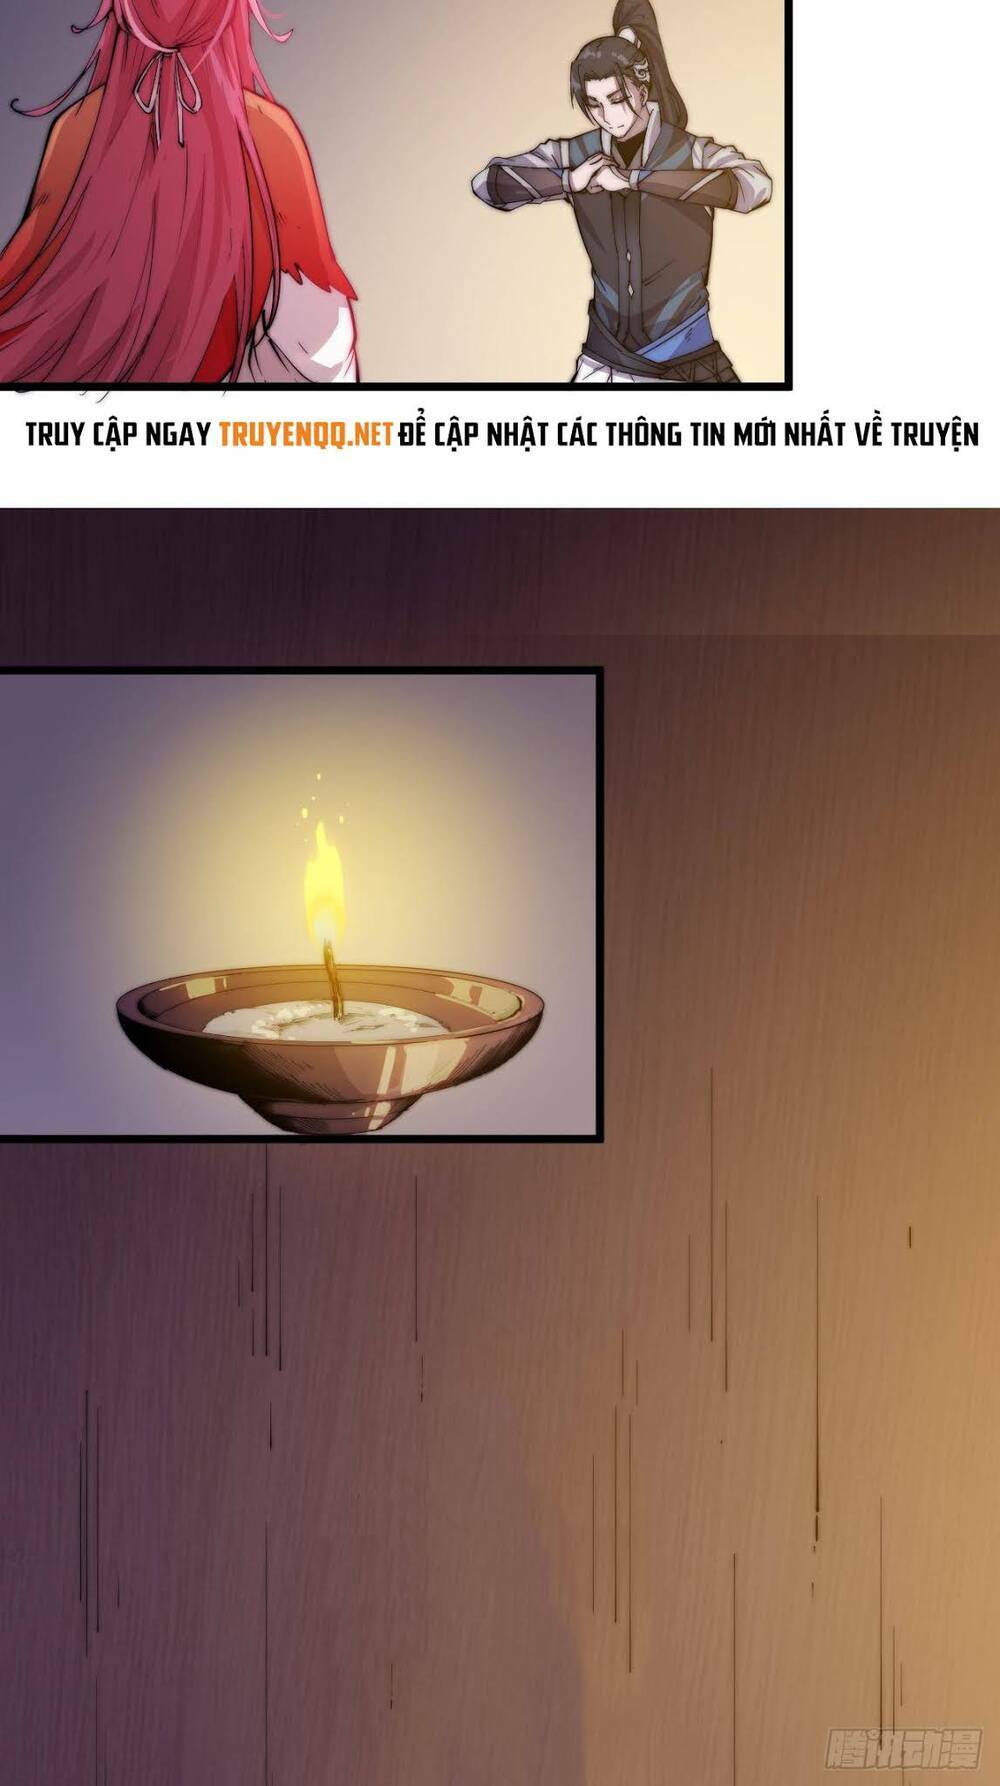 TRUY CẬP NGAY TRUYENQQ.NET ĐỂ CẬP NHẬT CÁC THÔNG TIN MỚI NHẤT VỀ TRUYỆN
腾讯动漫